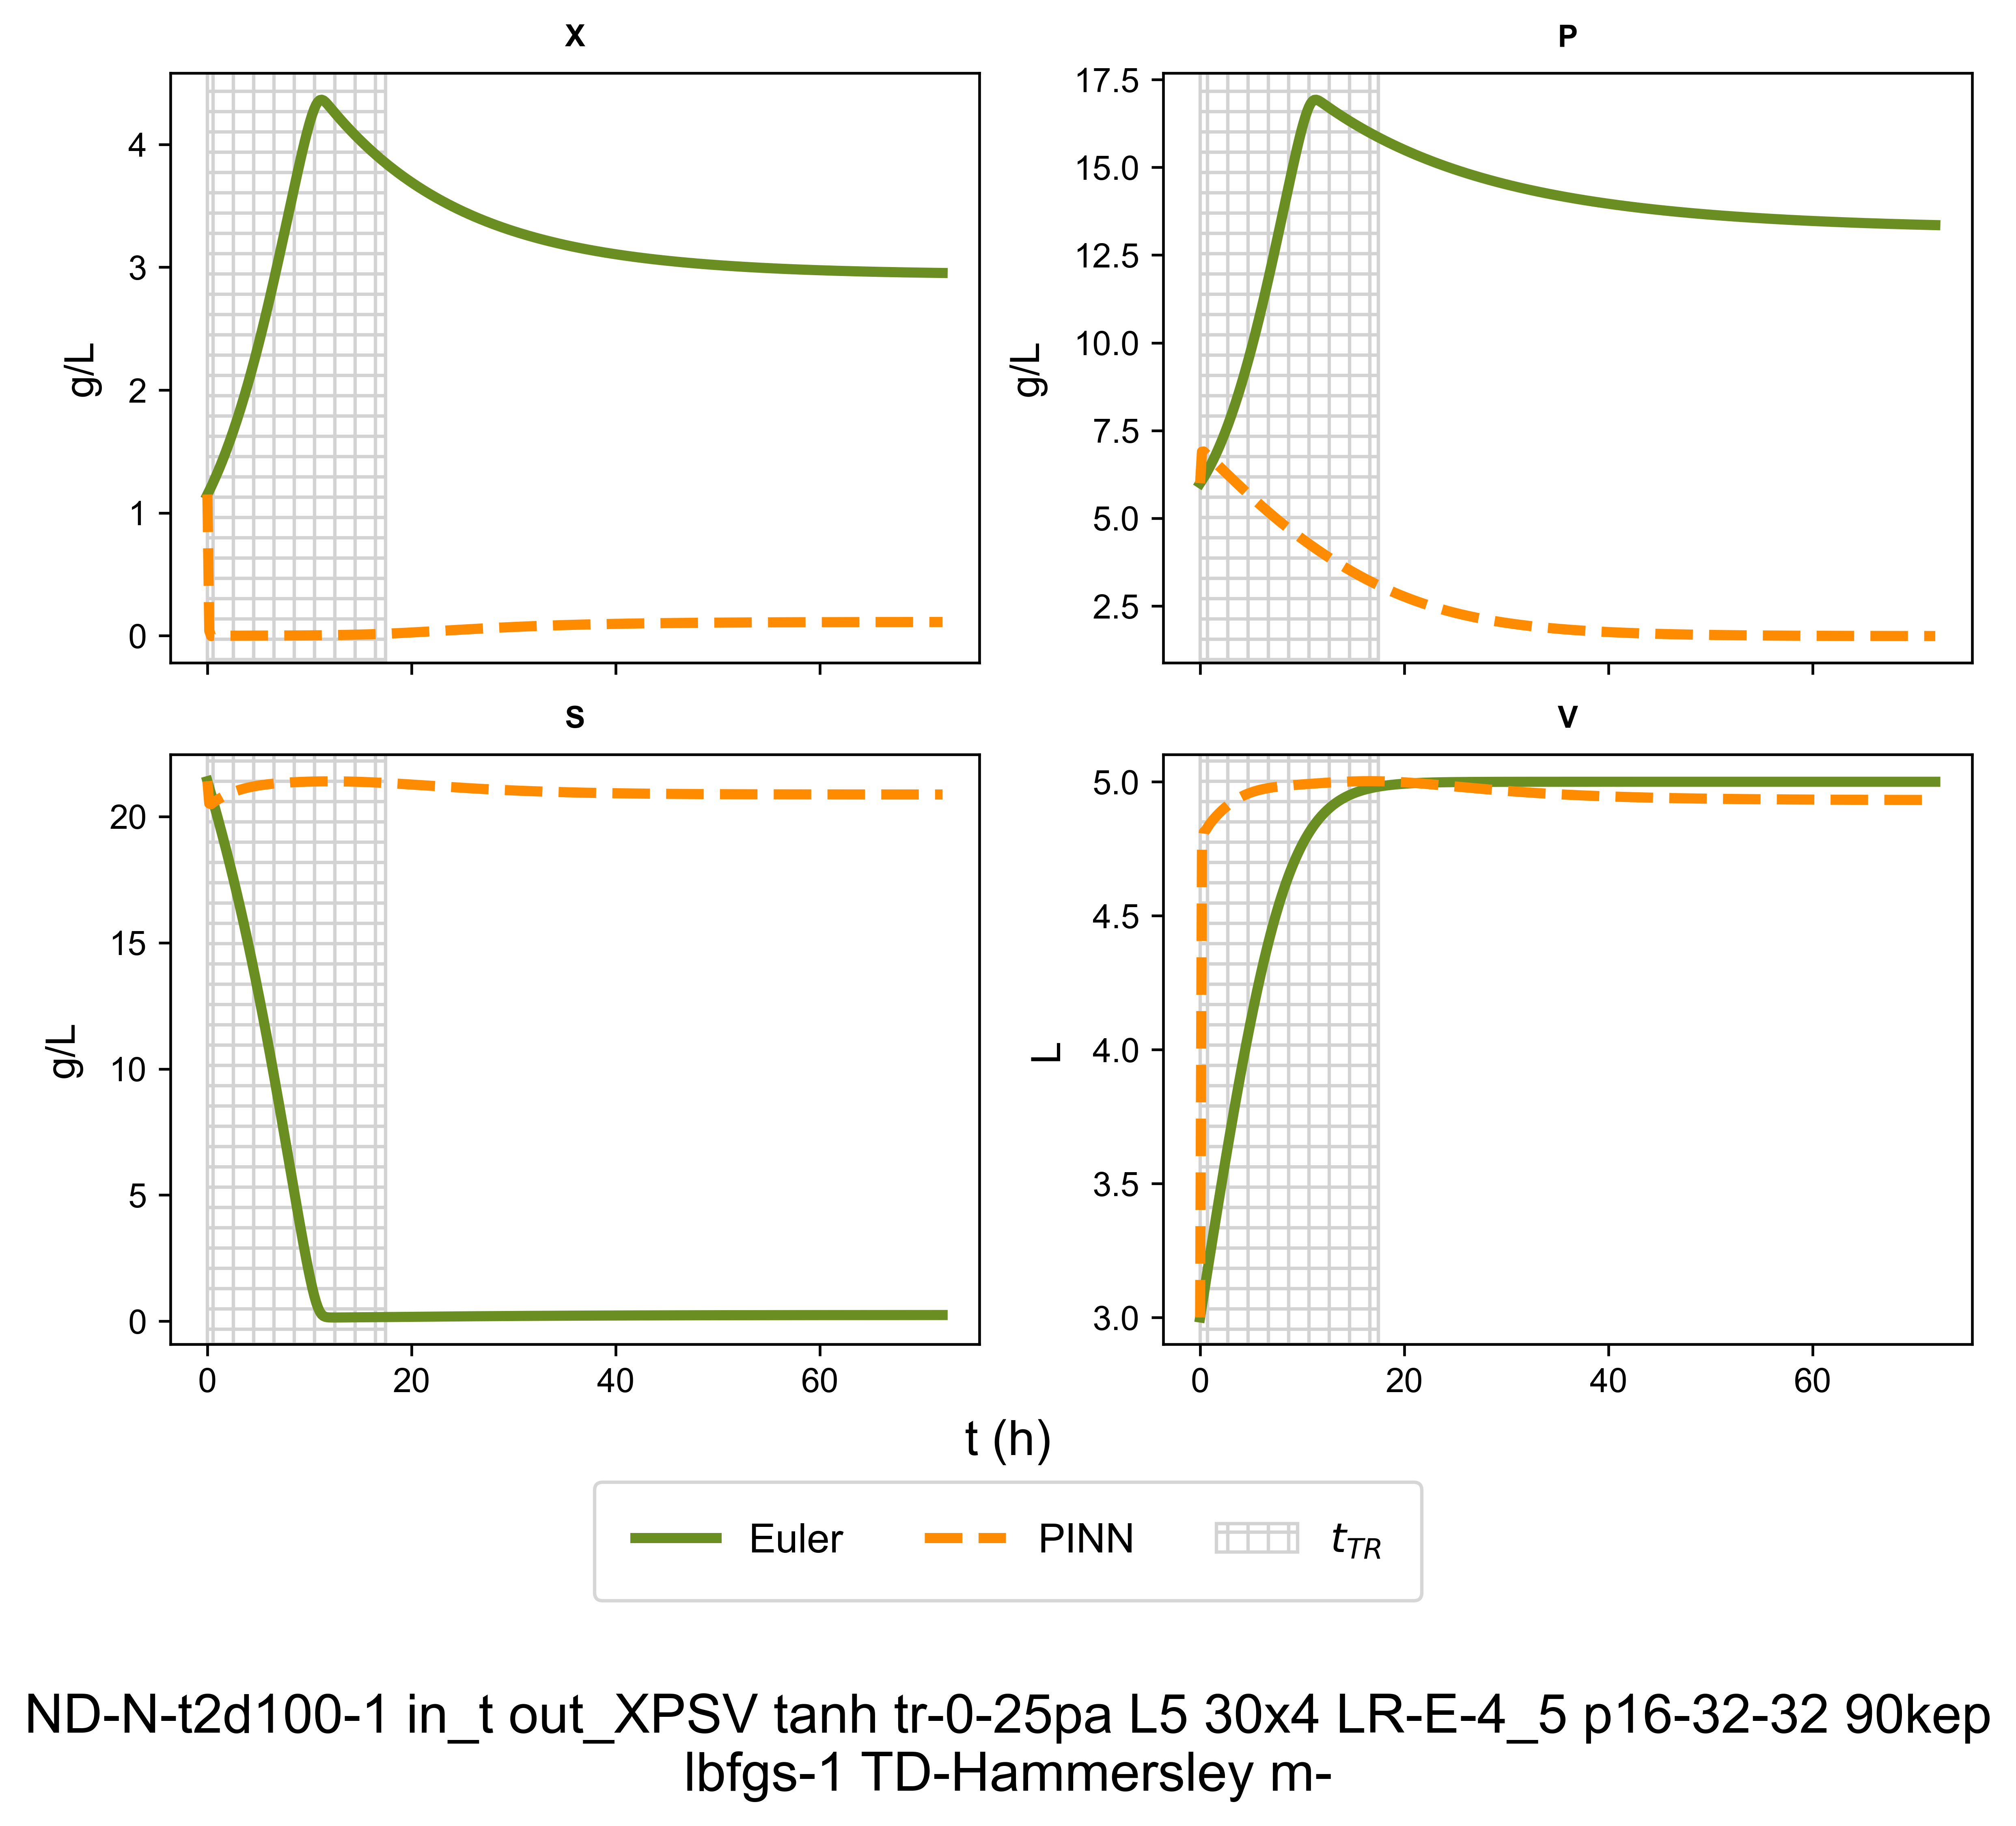 X
P
4
3
2
1
0
g/L
17.5
15.0
12.5
10.0
7.5
5.0
2.5
g/L
S
V
20
15
10
5
0
g/L
0
20
40
60
5.0
4.5
4.0
3.5
3.0
L
0
20
40
60
t (h)
Euler PINN t_TR
ND-N-t2d100-1 in_t out_XPSV tanh tr-0-25pa L5 30x4 LR-E-4_5 p16-32-32 90kep
lbfgs-1 TD-Hammersley m-